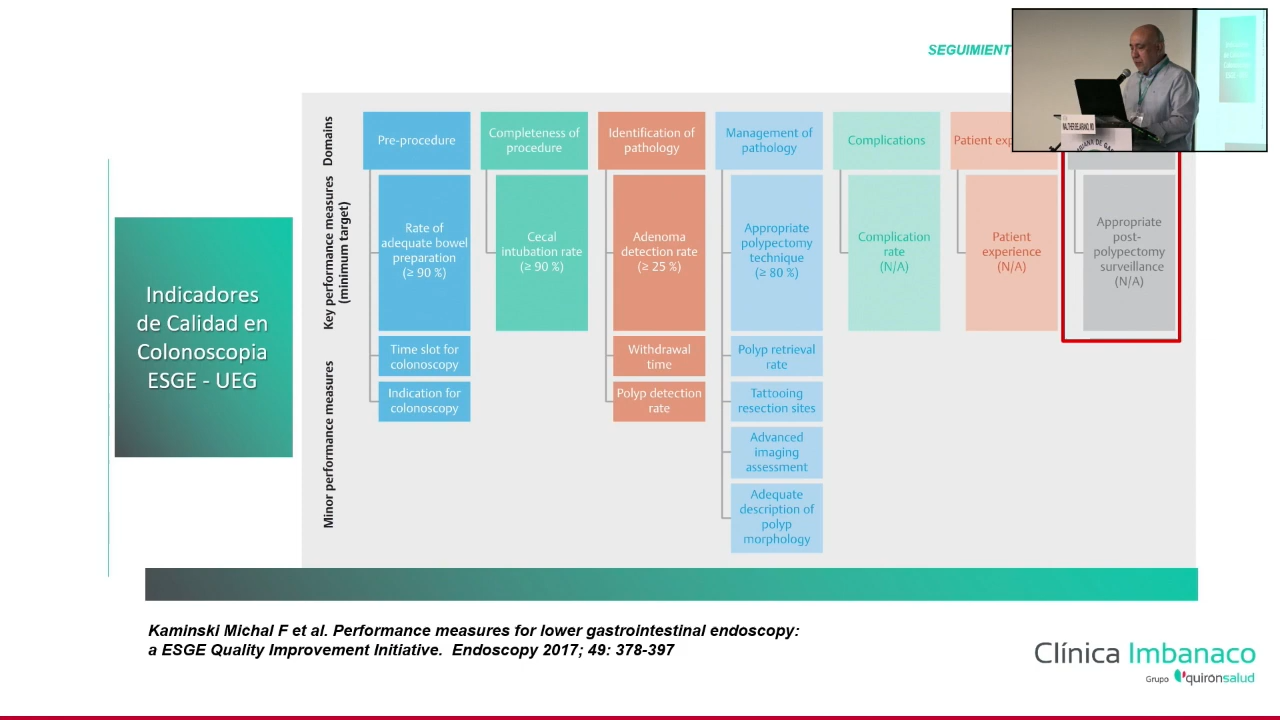 SEGUIMIENT
Domains
Pre-procedure
Completeness of
procedure
Identification of
pathology
Management of
pathology
Complications
Patient
Key performance measures
(minimum target)
Rate of
adequate bowel
preparation
(≥ 90 %)
Cecal
intubation rate
(≥ 90 %)
Adenoma
detection rate
(≥ 25 %)
Appropriate
polypectomy
technique
(≥ 80 %)
Complication
rate
(N/A)
Patient
experience
(N/A)
Appropriate
post-
polypectomy
surveillance
(N/A)
Minor performance measures
Time slot for
colonoscopy
Indication for
colonoscopy
Withdrawal
time
Polyp detection
rate
Polyp retrieval
rate
Tattooing
resection sites
Advanced
imaging
assessment
Adequate
description of
polyp
morphology
Indicadores
de Calidad en
Colonoscopia
ESGE - UEG
Kaminski Michal F et al. Performance measures for lower gastrointestinal endoscopy:
a ESGE Quality Improvement Initiative. Endoscopy 2017; 49: 378-397
Clínica Imbanaco
Grupo quirónsalud